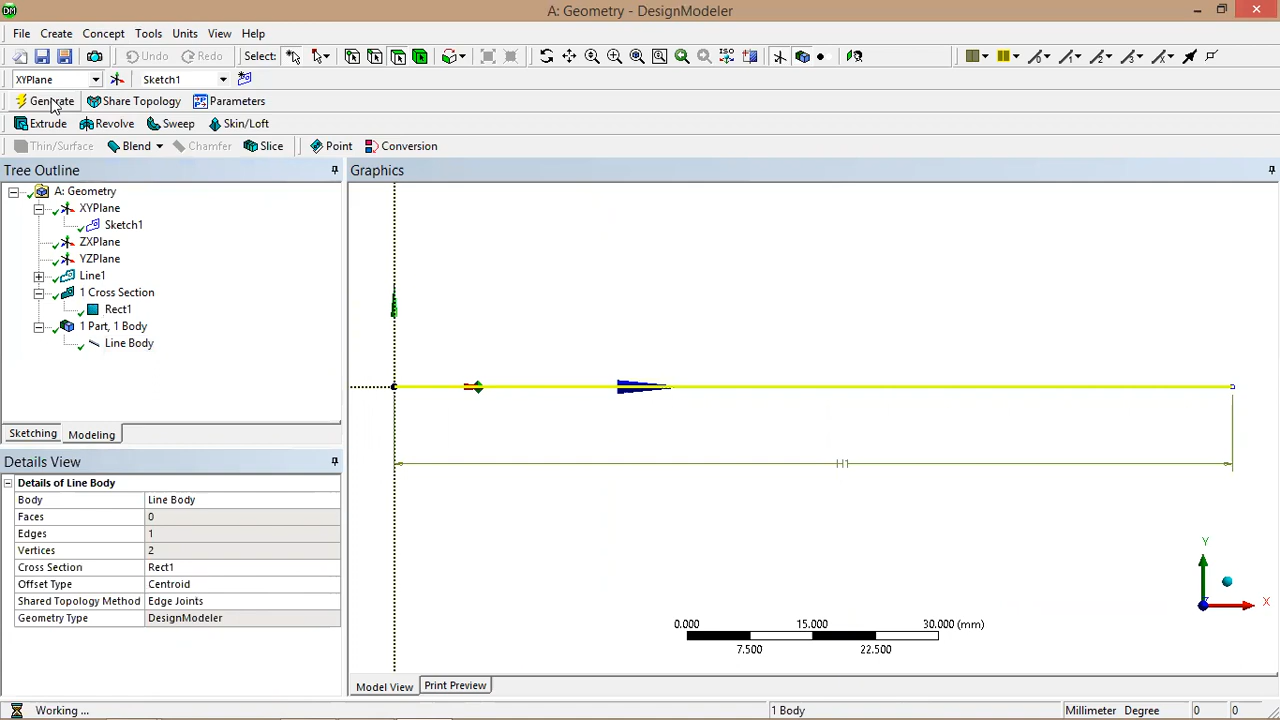 DM A: Geometry - DesignModeler
File Create Concept Tools Units View Help
Undo Redo Select:
XYPlane Sketch1
Generate Share Topology Parameters
Extrude Revolve Sweep Skin/Loft
Thin/Surface Blend Chamfer Slice Point Conversion
Tree Outline
A: Geometry
XYPlane
Sketch1
ZXPlane
YZPlane
Line1
1 Cross Section
Rect1
1 Part, 1 Body
Line Body
Sketching Modeling
Details View
Details of Line Body
Body Line Body
Faces 0
Edges 1
Vertices 2
Cross Section Rect1
Offset Type Centroid
Shared Topology Method Edge Joints
Geometry Type DesignModeler
Graphics
H1
Y
X
0.000 15.000 30.000 (mm)
7.500 22.500
Model View Print Preview
Working ... 1 Body Millimeter Degree 0 0